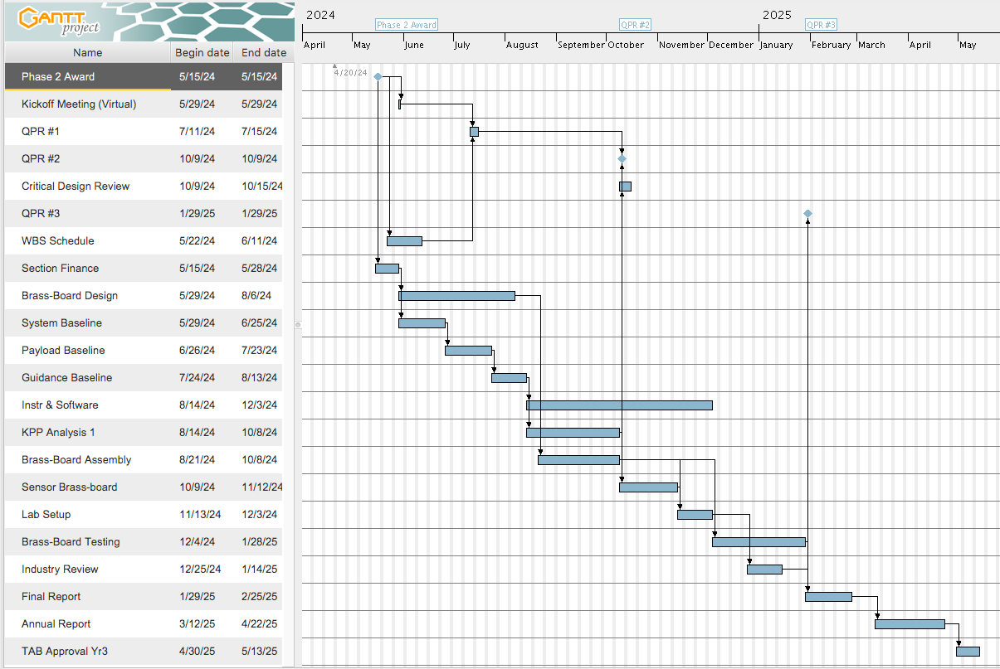 GANTT project
2024 2025
Phase 2 Award QPR #2 QPR #3
April May June July August September October November December January February March April May
Name Begin date End date
4/20/24
Phase 2 Award 5/15/24 5/15/24
Kickoff Meeting (Virtual) 5/29/24 5/29/24
QPR #1 7/11/24 7/15/24
QPR #2 10/9/24 10/9/24
Critical Design Review 10/9/24 10/15/24
QPR #3 1/29/25 1/29/25
WBS Schedule 5/22/24 6/11/24
Section Finance 5/15/24 5/28/24
Brass-Board Design 5/29/24 8/6/24
System Baseline 5/29/24 6/25/24
Payload Baseline 6/26/24 7/23/24
Guidance Baseline 7/24/24 8/13/24
Instr & Software 8/14/24 12/3/24
KPP Analysis 1 8/14/24 10/8/24
Brass-Board Assembly 8/21/24 10/8/24
Sensor Brass-board 10/9/24 11/12/24
Lab Setup 11/13/24 12/3/24
Brass-Board Testing 12/4/24 1/28/25
Industry Review 12/25/24 1/14/25
Final Report 1/29/25 2/25/25
Annual Report 3/12/25 4/22/25
TAB Approval Yr3 4/30/25 5/13/25